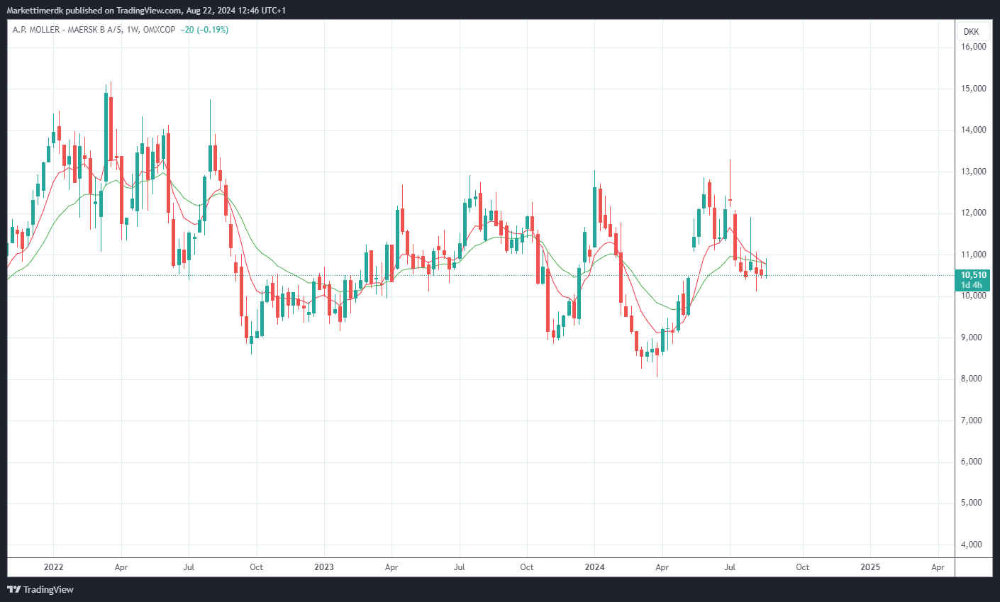 Markettimerdk published on TradingView.com, Aug 22, 2024 12:46 UTC+1
A.P. MOLLER - MAERSK B A/S, 1W, OMXCOP −20 (−0.19%)
DKK
16,000
15,000
14,000
13,000
12,000
11,000
10,510
1d 4h
10,000
9,000
8,000
7,000
6,000
5,000
4,000
2022 Apr Jul Oct 2023 Apr Jul Oct 2024 Apr Jul Oct 2025 Apr
TradingView